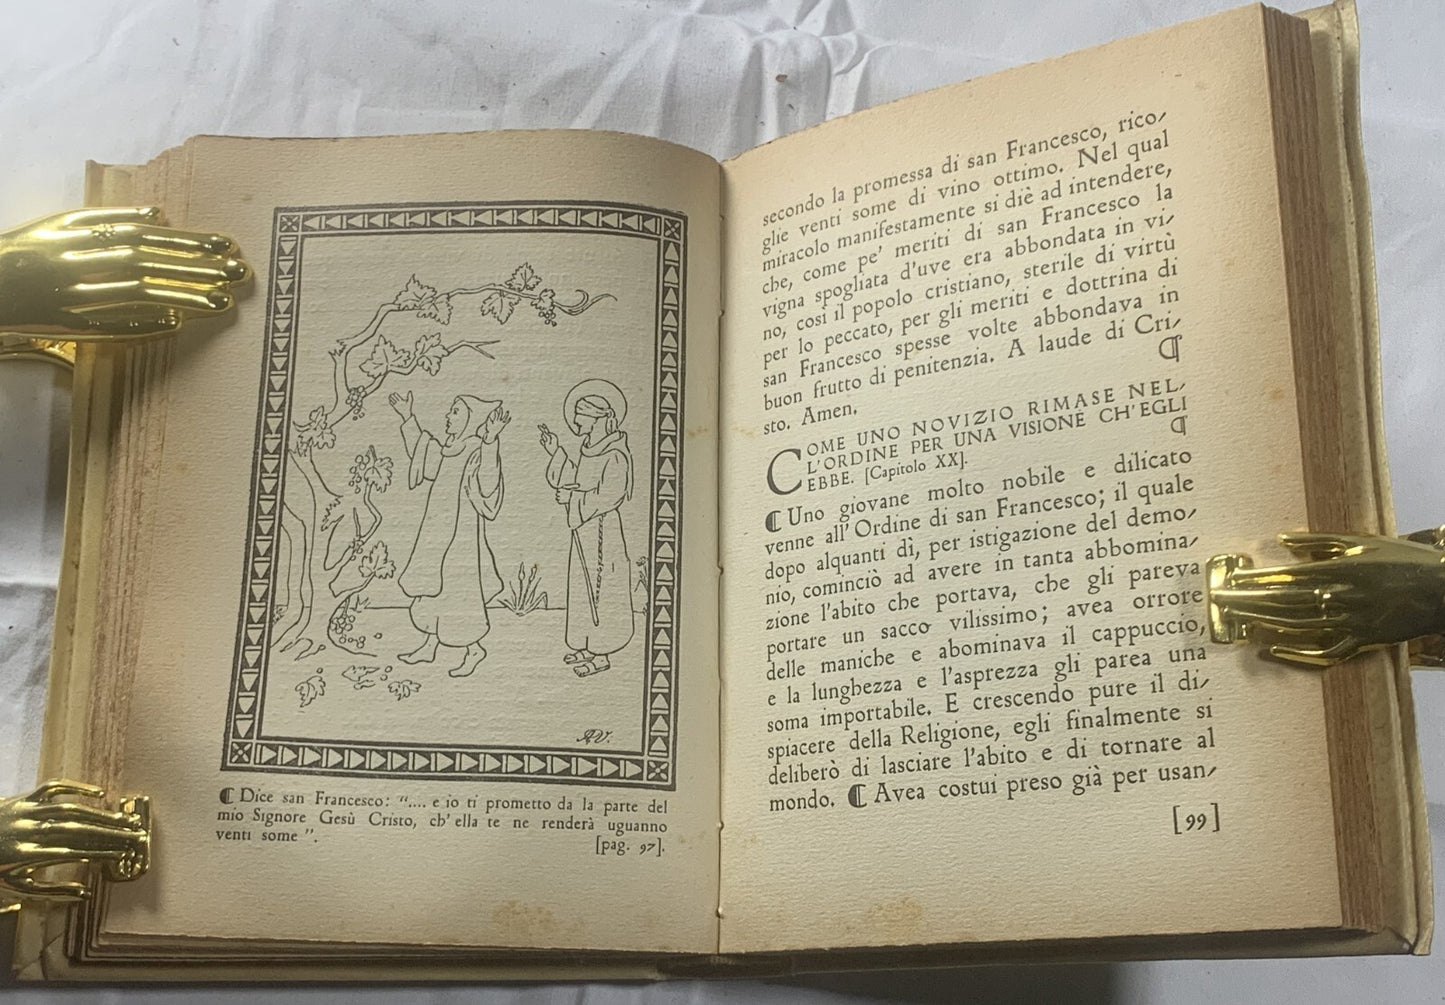 AV.
⁋ Dice san Francesco: “.... e io ti prometto da la parte del
mio Signore Gesù Cristo, ch'ella te ne renderà uguanno
venti some ”.
[pag. 97].
secondo la promessa di san Francesco, rico/
glie venti some di vino ottimo. Nel qual
miracolo manifestamente si diè ad intendere,
che, come pe' meriti di san Francesco la
vigna spogliata d'uve era abbondata in vi/
no, così il popolo cristiano, sterile di virtù
per lo peccato, per gli meriti e dottrina di
san Francesco spesse volte abbondava in
buon frutto di penitenzia. A laude di Cri/
sto. Amen. ⁋
COME UNO NOVIZIO RIMASE NEL/
L'ORDINE PER UNA VISIONE CH'EGLI
EBBE. [Capitolo XX]. ⁋
⁋ Uno giovane molto nobile e dilicato
venne all'Ordine di san Francesco; il quale
dopo alquanti dì, per istigazione del demo/
nio, cominciò ad avere in tanta abbomina/
zione l'abito che portava, che gli pareva
portare un sacco vilissimo; avea orrore
delle maniche e abominava il cappuccio,
e la lunghezza e l'asprezza gli parea una
soma importabile. E crescendo pure il di/
spiacere della Religione, egli finalmente si
deliberò di lasciare l'abito e di tornare al
mondo. ⁋ Avea costui preso già per usan/
[99]